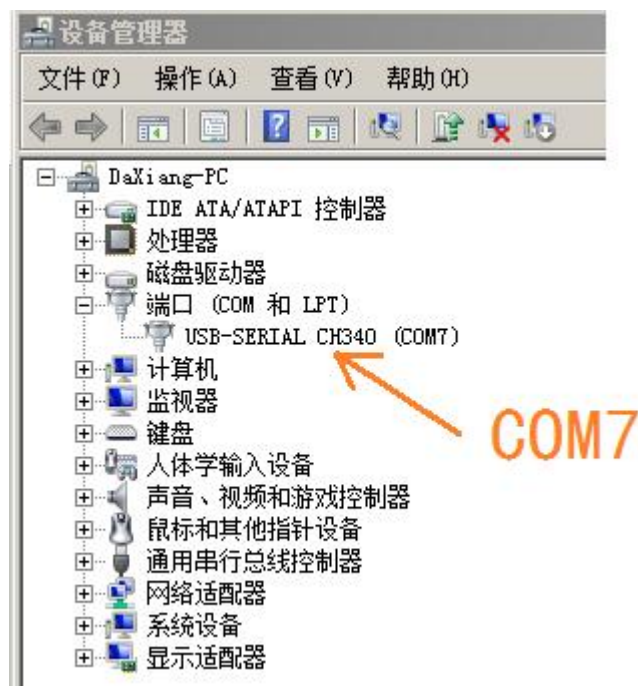 设备管理器
文件(F) 操作(A) 查看(V) 帮助(H)
DaXiang-PC
IDE ATA/ATAPI 控制器
处理器
磁盘驱动器
端口 (COM 和 LPT)
USB-SERIAL CH340 (COM7)
计算机
监视器
COM7
键盘
人体学输入设备
声音、视频和游戏控制器
鼠标和其他指针设备
通用串行总线控制器
网络适配器
系统设备
显示适配器